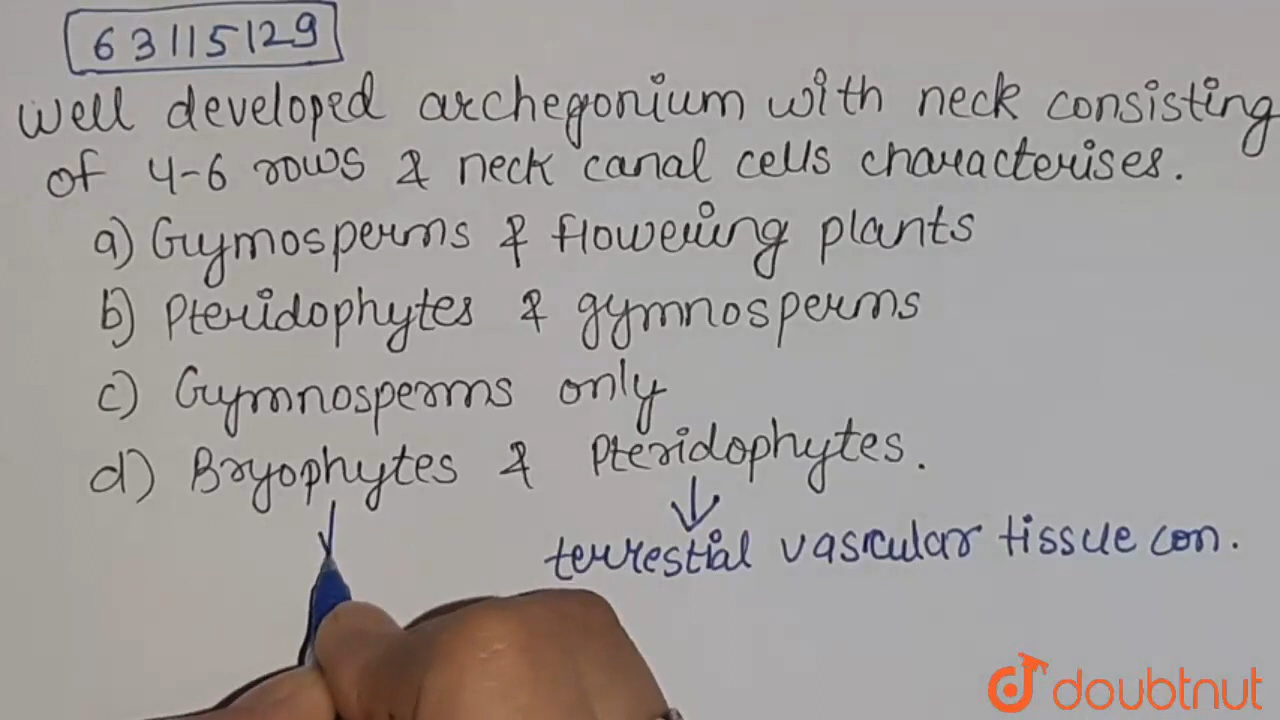 63115129
Well developed archegonium with neck consisting
of 4-6 rows & neck canal cells characterises.
a) Gymosperms & flowering plants
b) Pteridophytes & gymnosperms
c) Gymnosperms only
d) Bryophytes & Pteridophytes.
terrestial vascular tissue con.
doubtnut